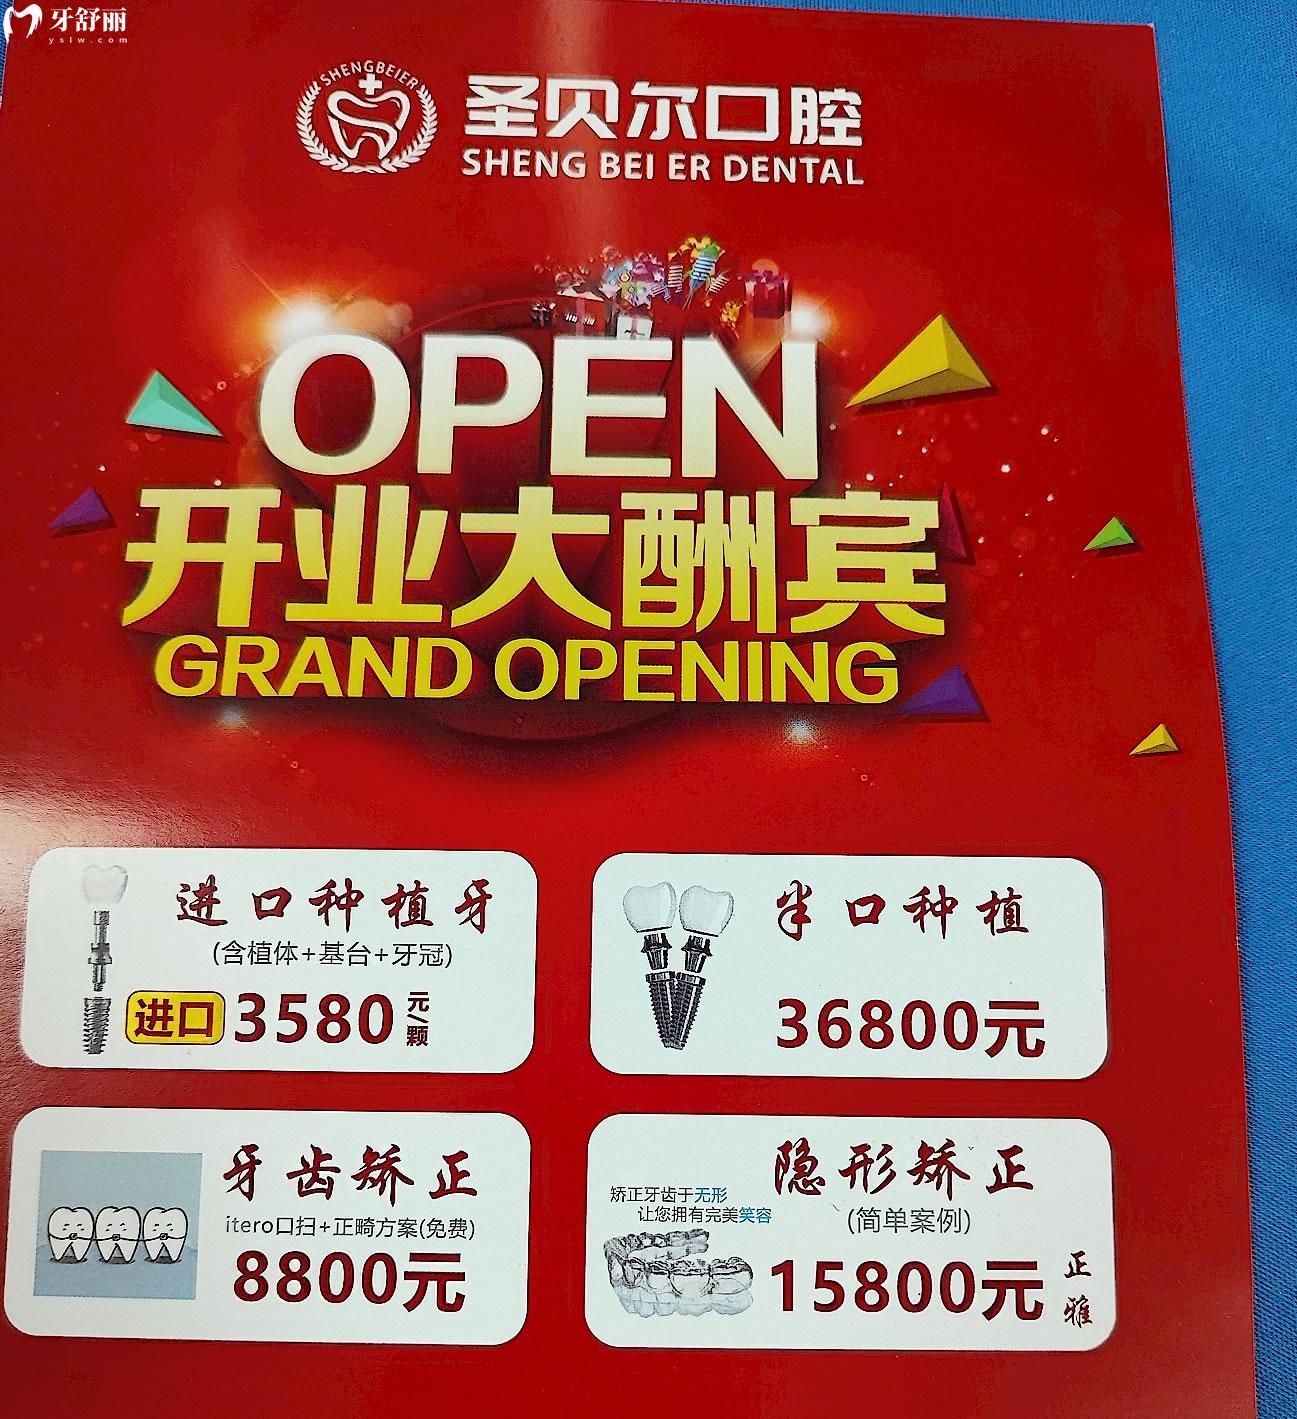 牙舒丽
yslw.com
SHENGBEIER
圣贝尔口腔
SHENG BEI ER DENTAL
OPEN
开业大酬宾
GRAND OPENING
进口种植牙
(含植体+基台+牙冠)
进口 3580 元/颗
半口种植
36800元
牙齿矫正
itero口扫+正畸方案(免费)
8800元
隐形矫正
矫正牙齿于无形
让您拥有完美笑容
(简单案例)
15800元 正雅